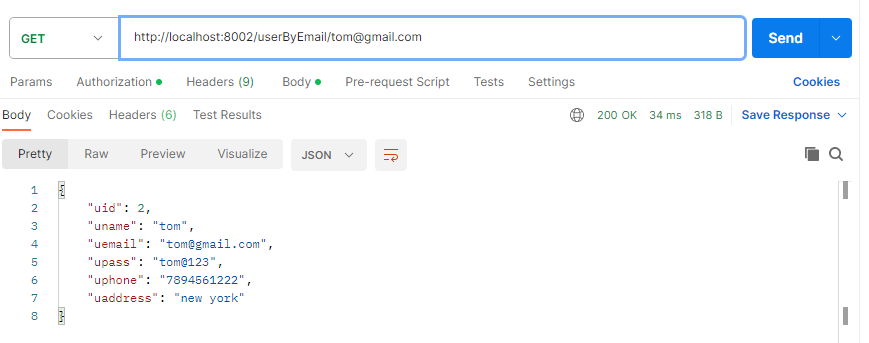 GET http://localhost:8002/userByEmail/tom@gmail.com Send
Params Authorization Headers (9) Body Pre-request Script Tests Settings Cookies
Body Cookies Headers (6) Test Results 200 OK 34 ms 318 B Save Response
Pretty Raw Preview Visualize JSON
1 {
2 "uid": 2,
3 "uname": "tom",
4 "uemail": "tom@gmail.com",
5 "upass": "tom@123",
6 "uphone": "7894561222",
7 "uaddress": "new york"
8 }